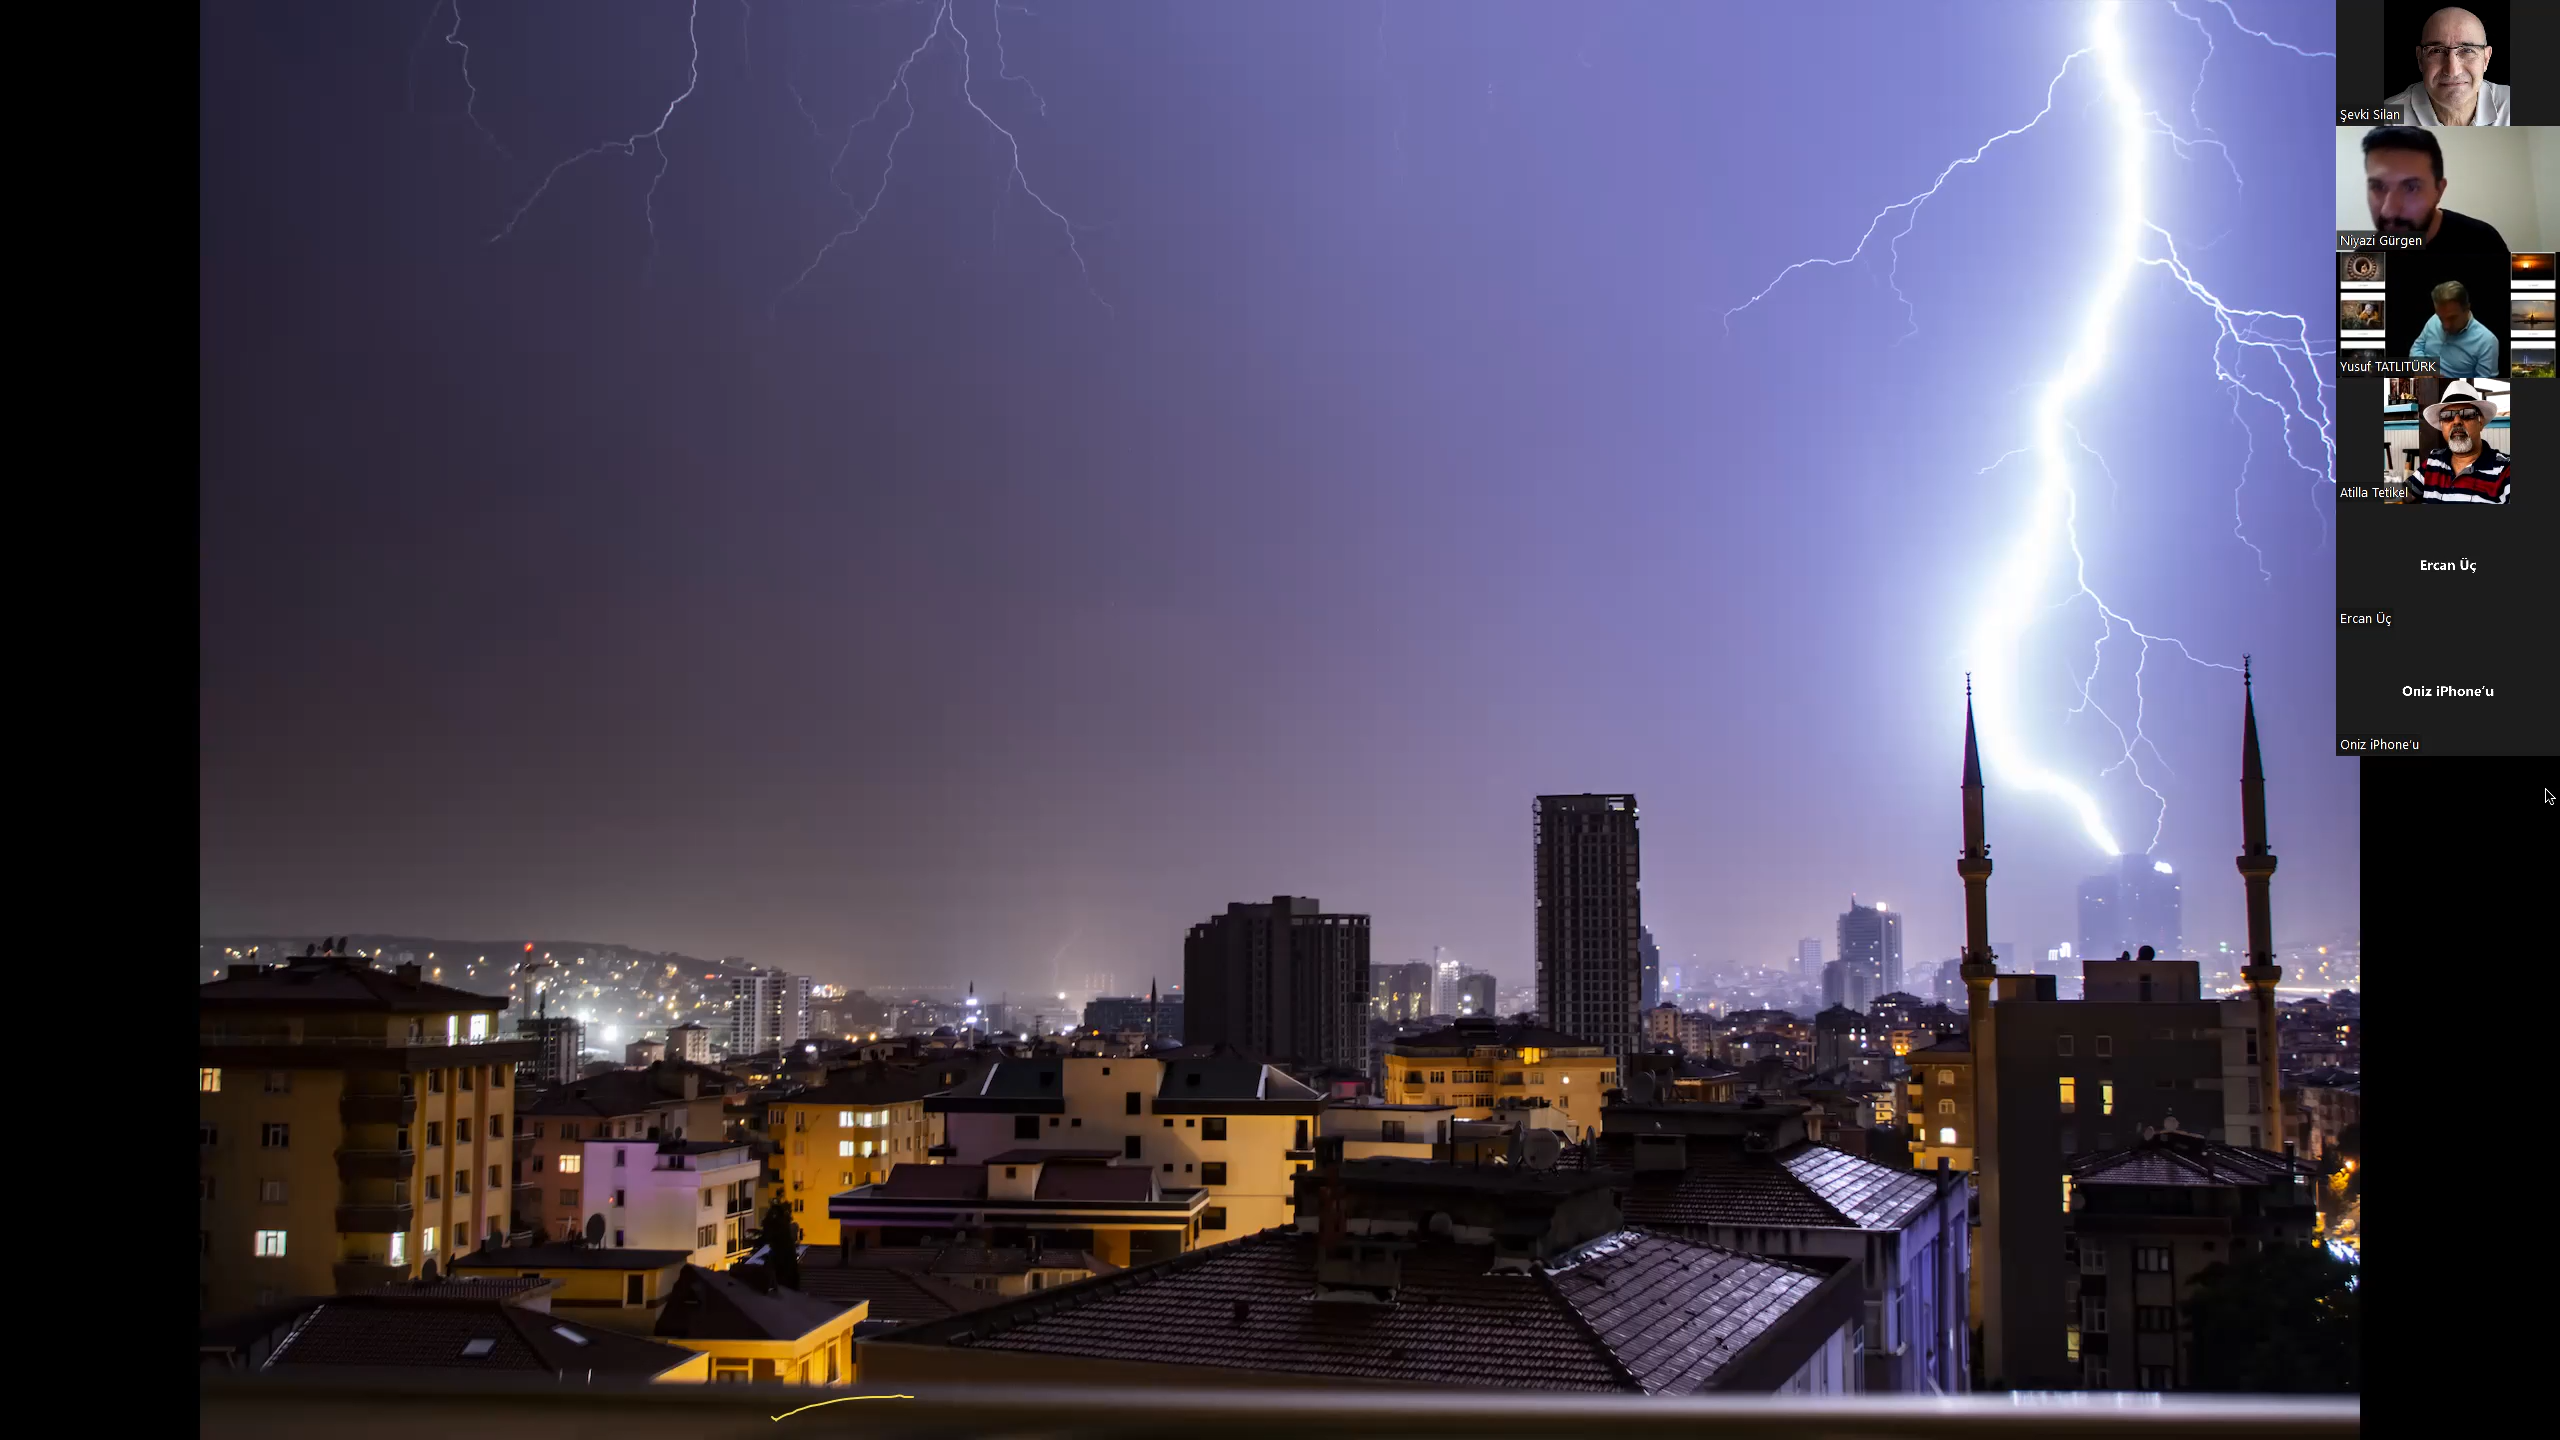 Şevki Silan
Niyazi Gürgen
Yusuf TATLITÜRK
Atilla Tetikel
Ercan Üç
Ercan Üç
Oniz iPhone'u
Oniz iPhone'u